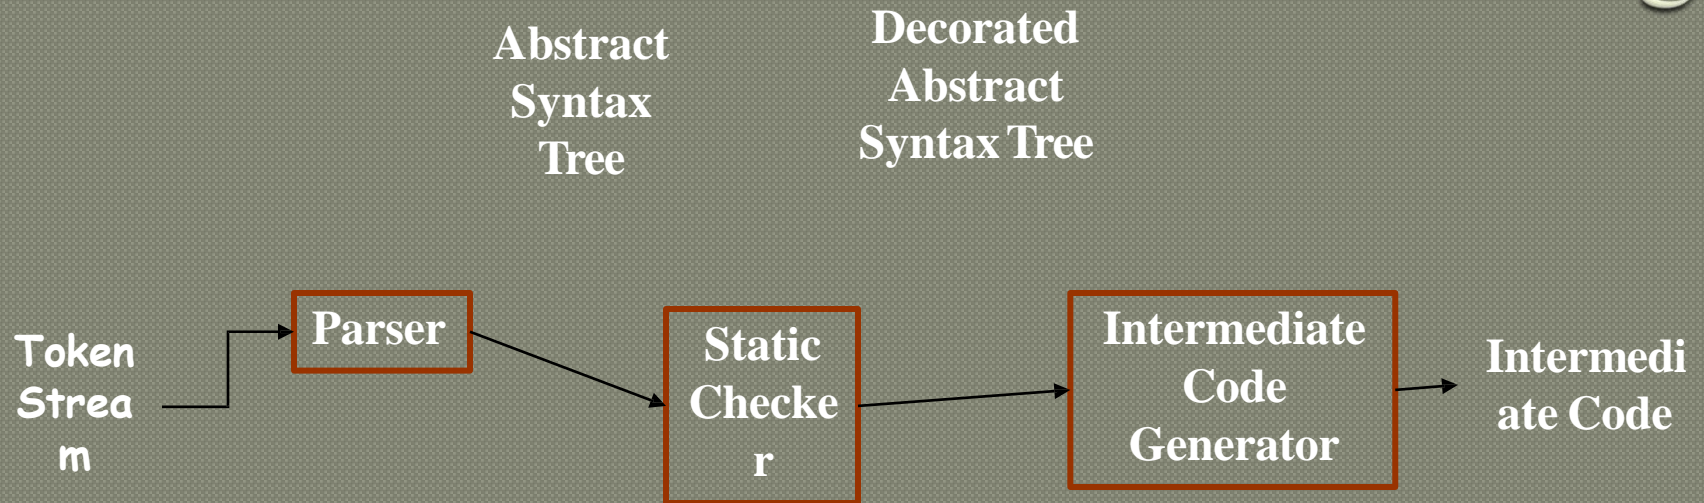 Abstract
Syntax
Tree
Decorated
Abstract
Syntax Tree
Token
Strea
m
Parser
Static
Checke
r
Intermediate
Code
Generator
Intermedi
ate Code